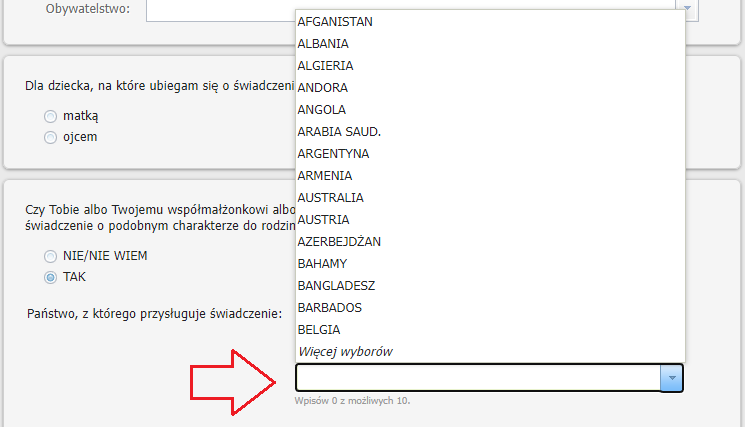 Obywatelstwo:
AFGANISTAN
ALBANIA
ALGIERIA
ANDORA
ANGOLA
ARABIA SAUD.
ARGENTYNA
ARMENIA
AUSTRALIA
AUSTRIA
AZERBEJDŻAN
BAHAMY
BANGLADESZ
BARBADOS
BELGIA
Więcej wyborów
Dla dziecka, na które ubiegam się o świadczeni
matką
ojcem
Czy Tobie albo Twojemu współmałżonkowi albo
świadczenie o podobnym charakterze do rodzin
NIE/NIE WIEM
TAK
Państwo, z którego przysługuje świadczenie:
Wpisów 0 z możliwych 10.